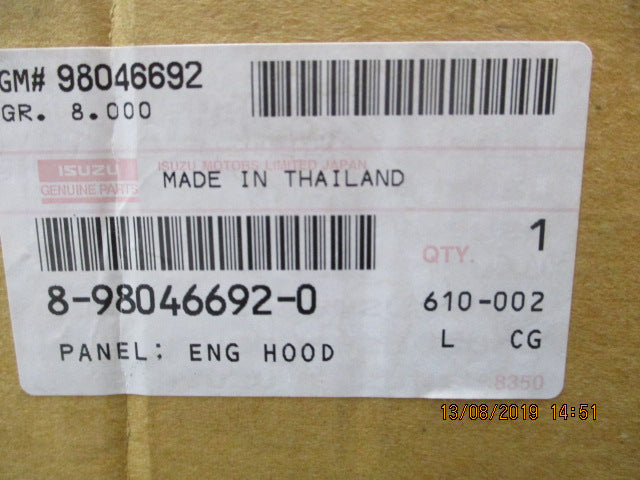 GM# 98046692
GR. 8.000
ISUZU
GENUINE PARTS
ISUZU MOTORS LIMITED JAPAN
MADE IN THAILAND
QTY. 1
8-98046692-0
610-002
PANEL: ENG HOOD
L CG
8350
13/08/2019 14:51